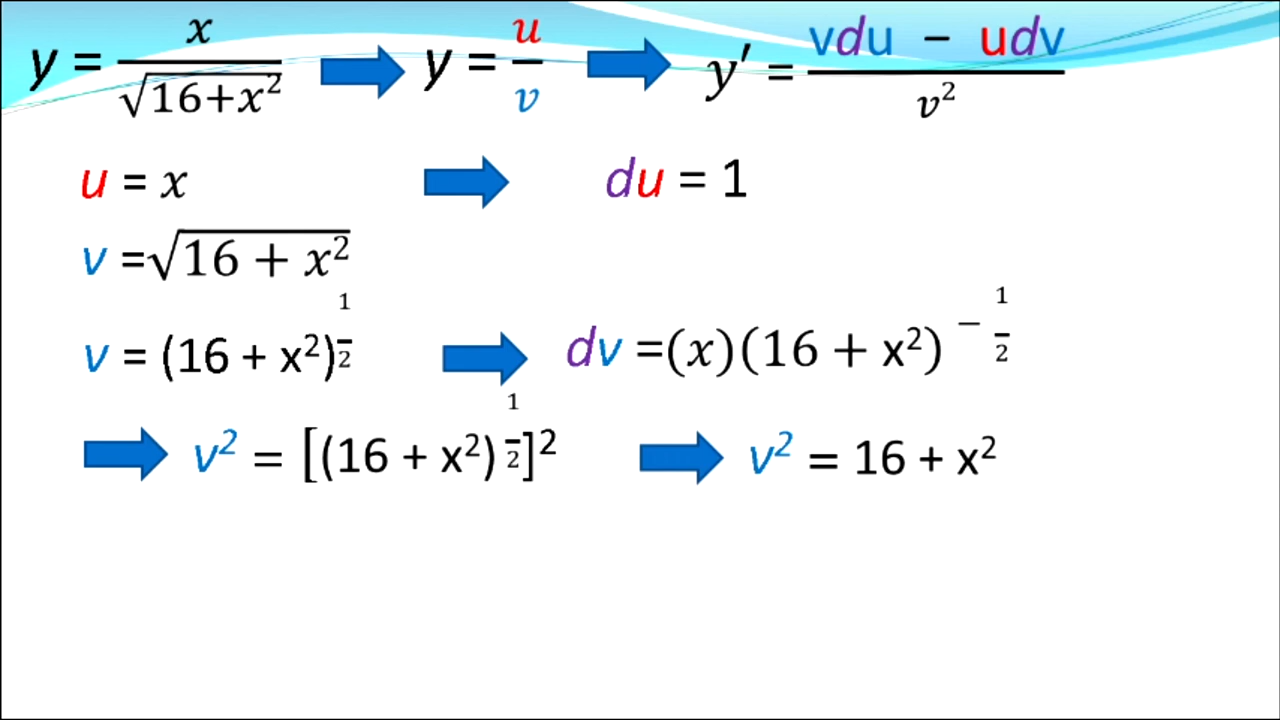 y = x/√(16+x²) y = u/v y′ = (vdu – udv)/v²
u = x du = 1
v =√(16 + x²)
v = (16 + x²)^(1/2) dv =(x)(16 + x²)^(−1/2)
v² = [(16 + x²)^(1/2)]² v² = 16 + x²